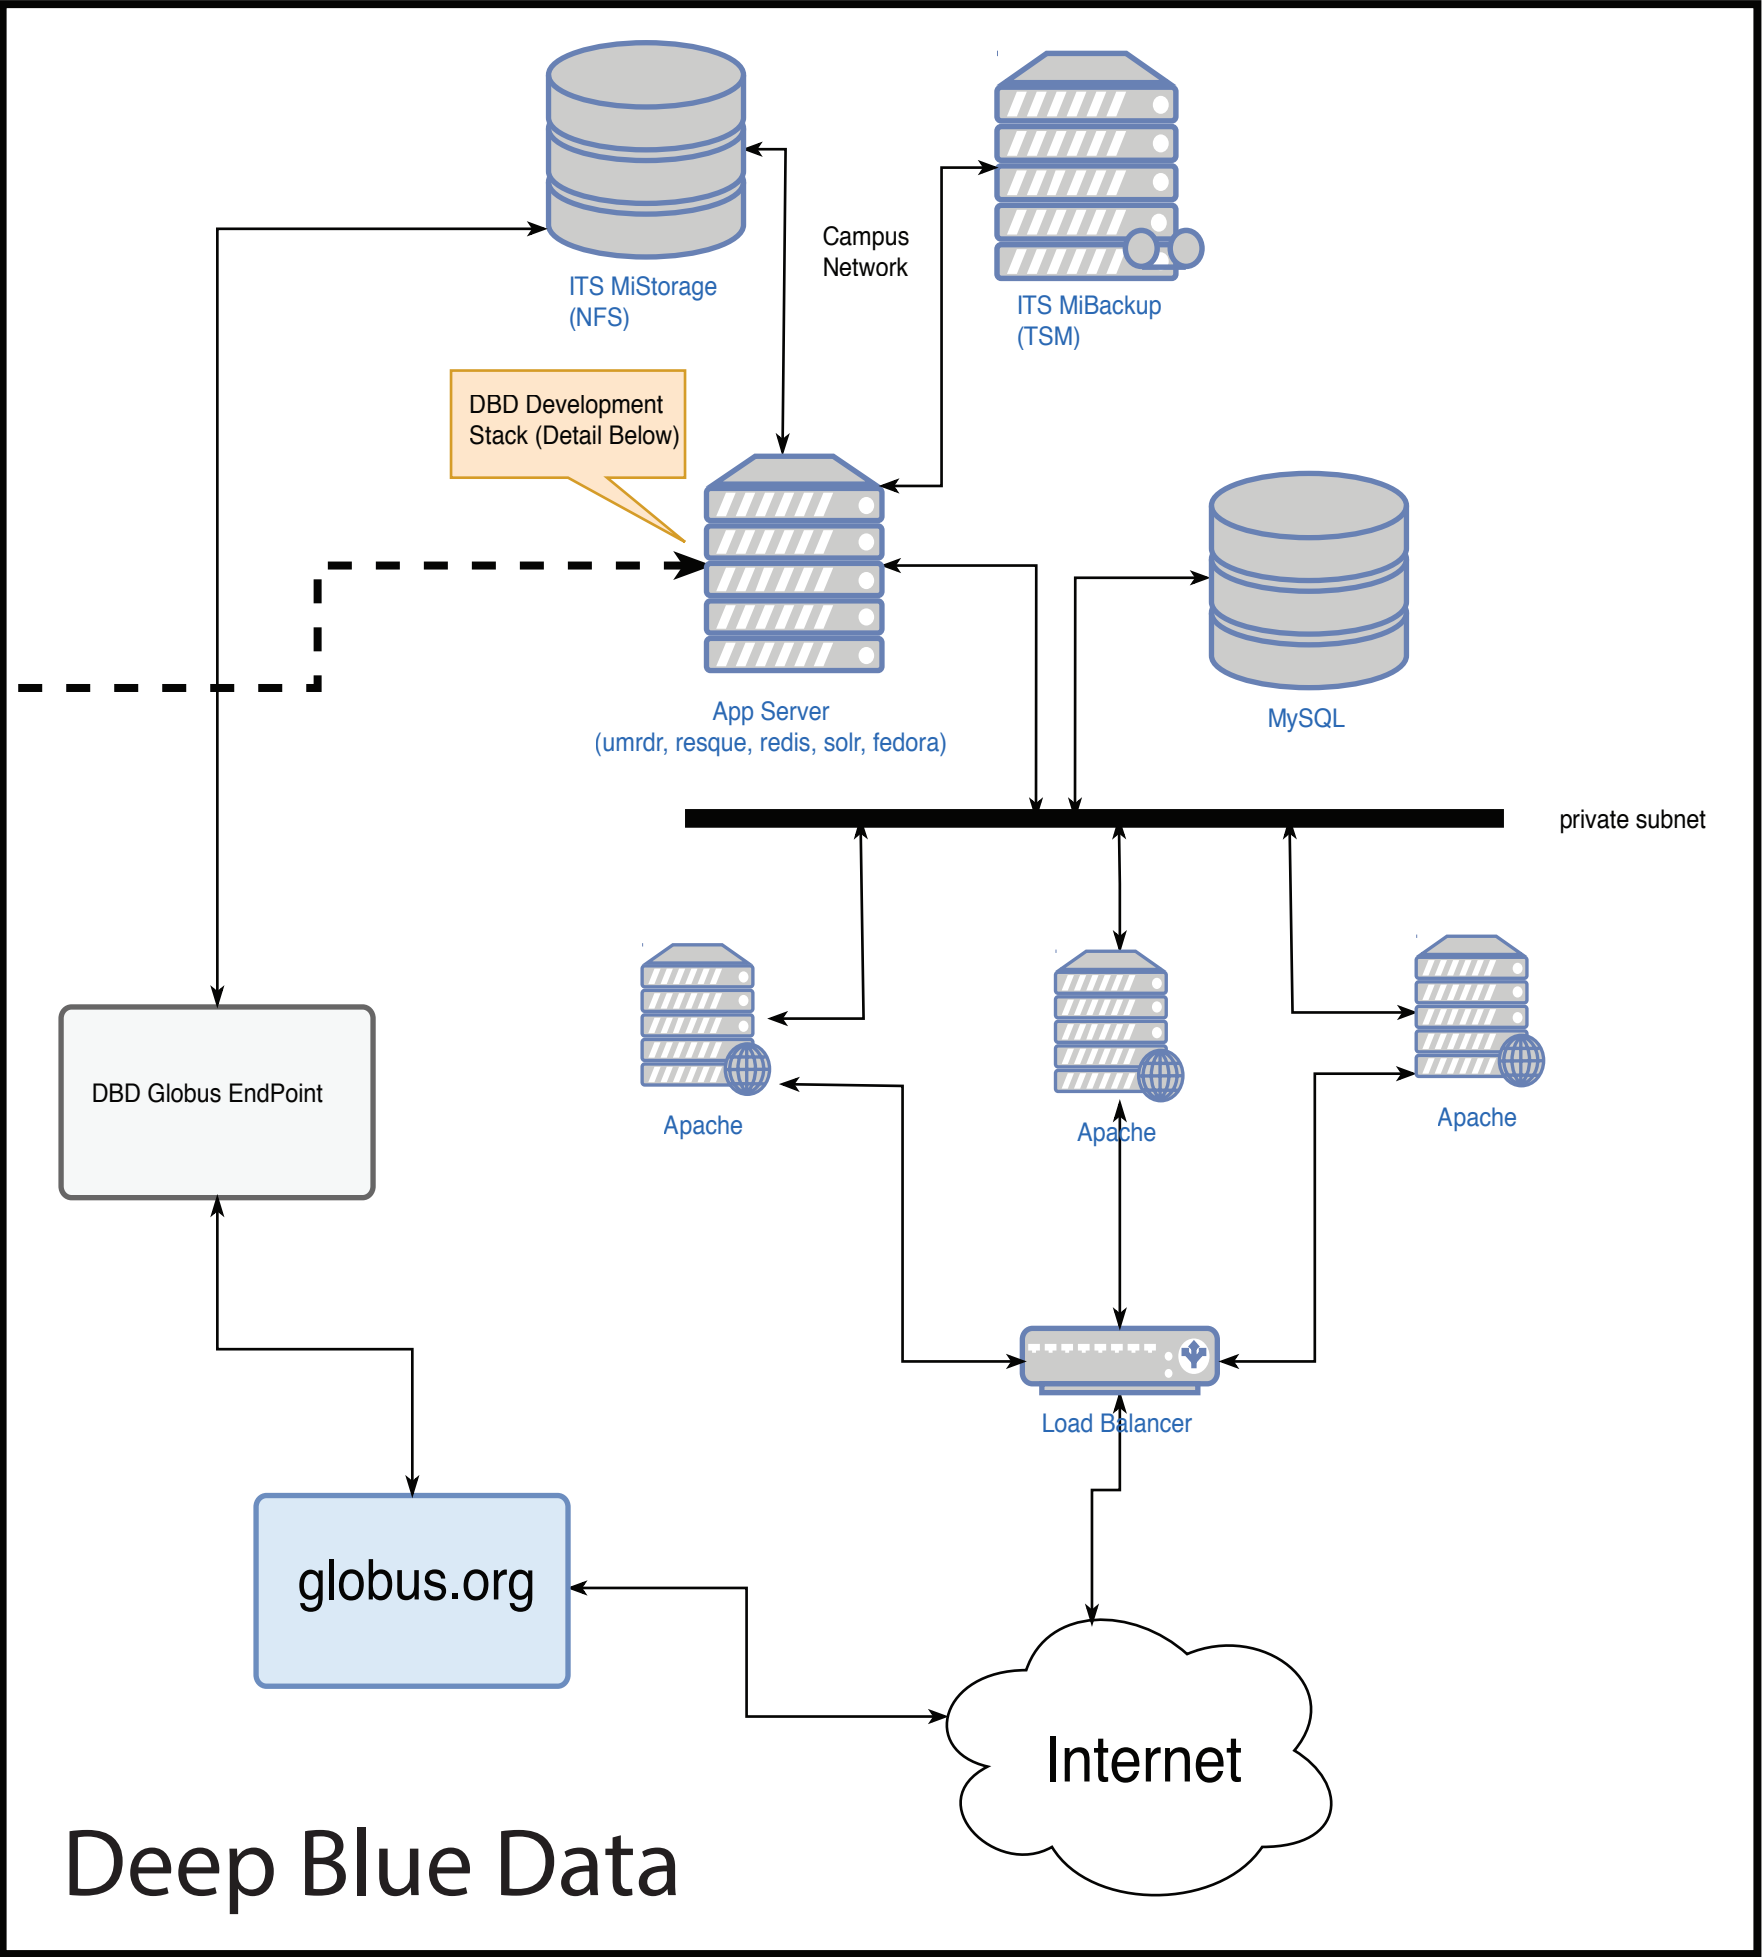 Campus
Network
ITS MiStorage
(NFS)
ITS MiBackup
(TSM)
DBD Development
Stack (Detail Below)
App Server
(umrdr, resque, redis, solr, fedora)
MySQL
private subnet
DBD Globus EndPoint
Apache
Apache
Apache
Load Balancer
globus.org
Internet
Deep Blue Data